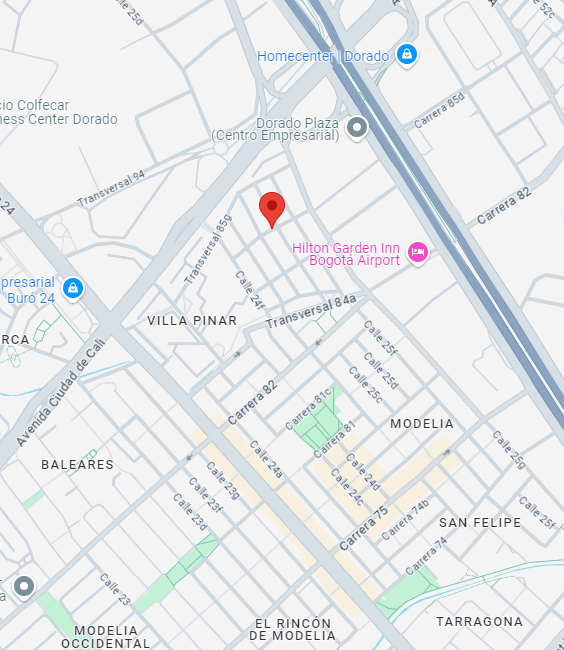 Calle 25d
Carrera 52c
Homecenter | Dorado
cio Colfecar
ness Center Dorado
Dorado Plaza
(Centro Empresarial)
Carrera 85d
Transversal 94
24
Carrera 82
Transversal 85g
Hilton Garden Inn
Bogotá Airport
presarial
Buró 24
Calle 24f
VILLA PINAR
Transversal 84a
RCA
Avenida Ciudad de Cali
Calle 25f
Calle 25d
Calle 25c
Carrera 82
Carrera 81c
MODELIA
Carrera 81
Calle 25g
BALEARES
Calle 24a
Calle 24d
Calle 24c
Calle 23g
Calle 23f
Calle 23d
Carrera 75
Carrera 74b
Calle 25f
SAN FELIPE
Carrera 74
Calle 23
a
EL RINCÓN
DE MODELIA
TARRAGONA
MODELIA
OCCIDENTAL